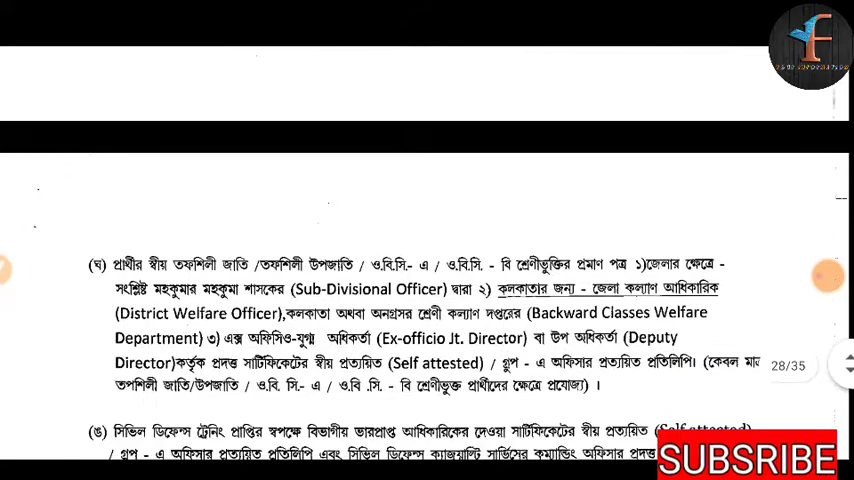 (ঘ) প্রার্থীর স্বীয় তফশিলী জাতি /তফশিলী উপজাতি / ও.বি.সি.- এ / ও.বি.সি. - বি শ্রেণীভুক্তির প্রমাণ পত্র ১)জেলার ক্ষেত্রে -
সংশ্লিষ্ট মহকুমার মহকুমা শাসকের (Sub-Divisional Officer) দ্বারা ২) কলকাতার জন্য - জেলা কল্যাণ আধিকারিক
(District Welfare Officer),কলকাতা অথবা অনগ্রসর শ্রেণী কল্যাণ দপ্তরের (Backward Classes Welfare
Department) ৩) এক্স অফিসিও-যুগ্ম অধিকর্তা (Ex-officio Jt. Director) বা উপ অধিকর্তা (Deputy
Director)কর্তৃক প্রদত্ত সার্টিফিকেটের স্বীয় প্রত্যয়িত (Self attested) / গ্রুপ - এ অফিসার প্রত্যয়িত প্রতিলিপি। (কেবল
28/35
তপশিলী জাতি/উপজাতি / ও.বি. সি.- এ / ও.বি .সি. - বি শ্রেণীভুক্ত প্রার্থীদের ক্ষেত্রে প্রযোজ্য) ।
(ঙ) সিভিল ডিফেন্স ট্রেনিং প্রাপ্তির স্বপক্ষে বিভাগীয় ভারপ্রাপ্ত আধিকারিকের দেওয়া সার্টিফিকেটের স্বীয় প্রত্যয়িত (Self attested)
/ গ্রুপ - এ অফিসার প্রত্যয়িত প্রতিলিপি এবং সিভিল ডিফেন্স ক্যাজুয়াল্টি সার্ভিসের কম্যান্ডিং অফিসার প্রদত্ত
SUBSRIBE